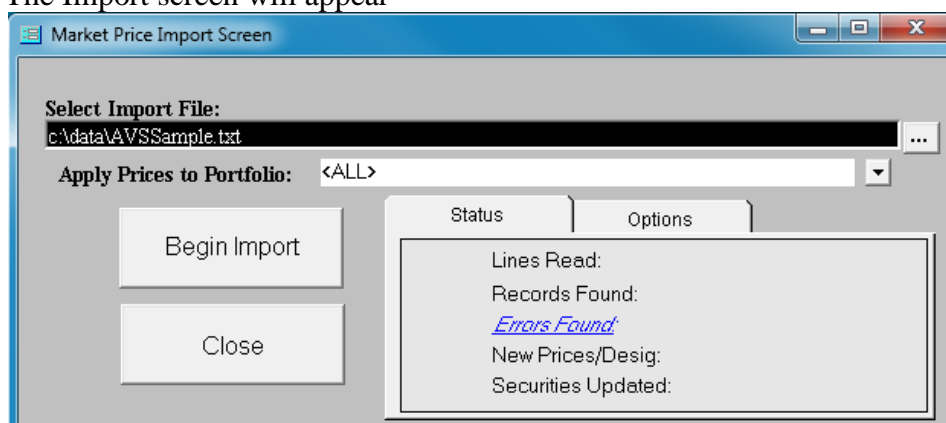 The Import screen will appear
Market Price Import Screen
Select Import File:
c:\data\AVSSample.txt
...
Apply Prices to Portfolio: <ALL>
Begin Import
Close
Status
Options
Lines Read:
Records Found:
Errors Found:
New Prices/Desig:
Securities Updated: